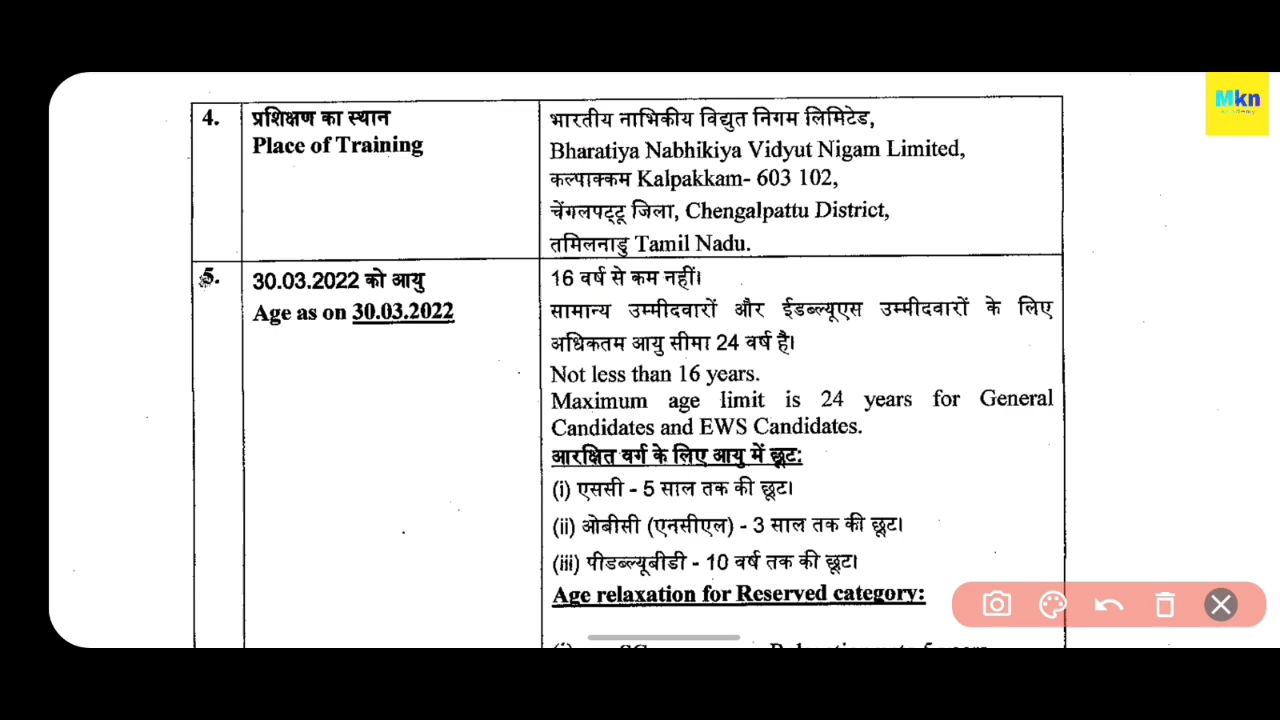 Mkn
academy
4.
प्रशिक्षण का स्थान
Place of Training
भारतीय नाभिकीय विद्युत निगम लिमिटेड,
Bharatiya Nabhikiya Vidyut Nigam Limited,
कल्पाक्कम Kalpakkam- 603 102,
चेंगलपट्टू जिला, Chengalpattu District,
तमिलनाडु Tamil Nadu.
5.
30.03.2022 को आयु
Age as on 30.03.2022
16 वर्ष से कम नहीं।
सामान्य उम्मीदवारों और ईडब्ल्यूएस उम्मीदवारों के लिए
अधिकतम आयु सीमा 24 वर्ष है।
Not less than 16 years.
Maximum age limit is 24 years for General
Candidates and EWS Candidates.
आरक्षित वर्ग के लिए आयु में छूट:
(i) एससी - 5 साल तक की छूट।
(ii) ओबीसी (एनसीएल) - 3 साल तक की छूट।
(iii) पीडब्ल्यूबीडी - 10 वर्ष तक की छूट।
Age relaxation for Reserved category: